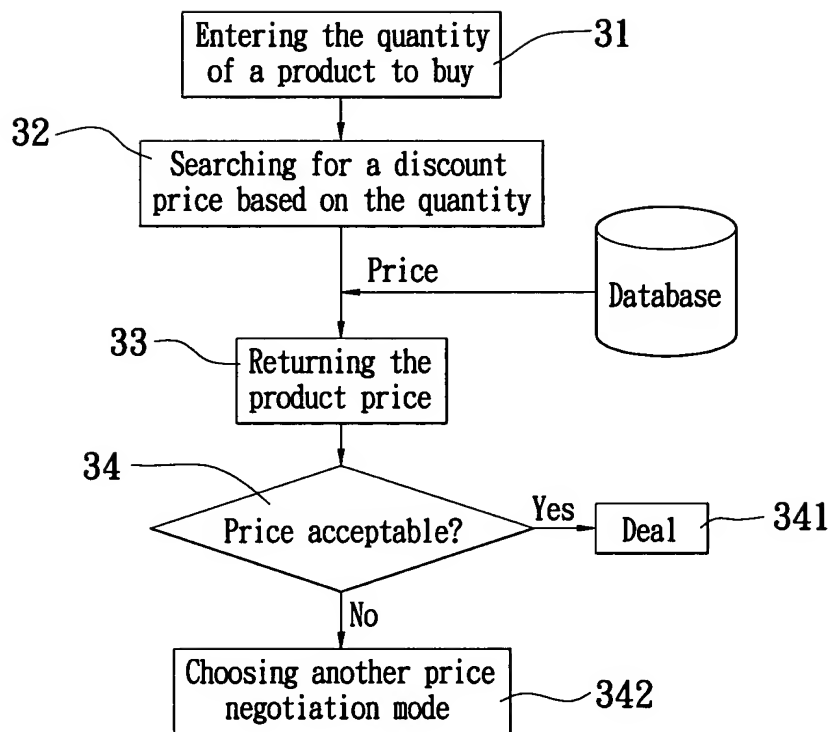 Entering the quantity
of a product to buy
31
32
Searching for a discount
price based on the quantity
Price
Database
33
Returning the
product price
34
Price acceptable?
Yes
Deal
341
No
Choosing another price
negotiation mode
342